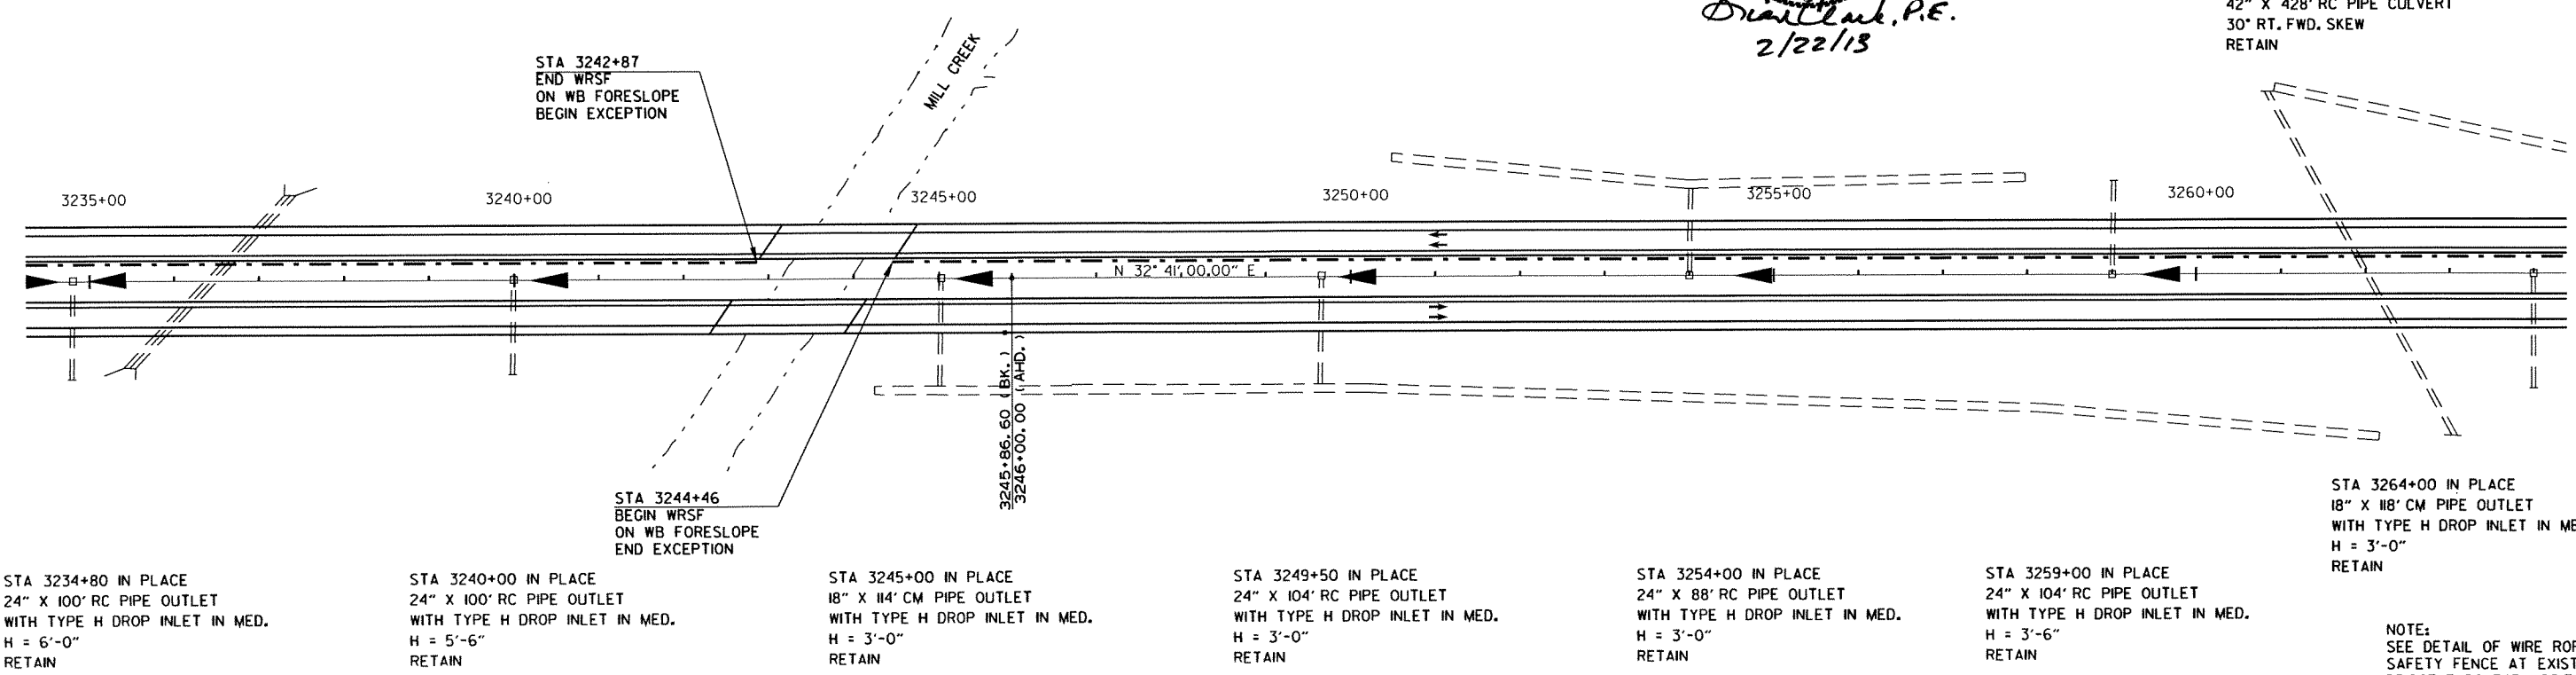 Brian Clark, P.E.
2/22/13
42" X 428' RC PIPE CULVERT
30° RT. FWD. SKEW
RETAIN
STA 3242+87
END WRSF
ON WB FORESLOPE
BEGIN EXCEPTION
MILL CREEK
3235+00
3240+00
3245+00
3250+00
3255+00
3260+00
N 32° 41' 00.00" E
3245+86.60 (BK.)
3246+00.00 (AHD.)
STA 3244+46
BEGIN WRSF
ON WB FORESLOPE
END EXCEPTION
STA 3264+00 IN PLACE
18" X 118' CM PIPE OUTLET
WITH TYPE H DROP INLET IN ME
H = 3'-0"
RETAIN
STA 3234+80 IN PLACE
24" X 100' RC PIPE OUTLET
WITH TYPE H DROP INLET IN MED.
H = 6'-0"
RETAIN
STA 3240+00 IN PLACE
24" X 100' RC PIPE OUTLET
WITH TYPE H DROP INLET IN MED.
H = 5'-6"
RETAIN
STA 3245+00 IN PLACE
18" X 114' CM PIPE OUTLET
WITH TYPE H DROP INLET IN MED.
H = 3'-0"
RETAIN
STA 3249+50 IN PLACE
24" X 104' RC PIPE OUTLET
WITH TYPE H DROP INLET IN MED.
H = 3'-0"
RETAIN
STA 3254+00 IN PLACE
24" X 88' RC PIPE OUTLET
WITH TYPE H DROP INLET IN MED.
H = 3'-0"
RETAIN
STA 3259+00 IN PLACE
24" X 104' RC PIPE OUTLET
WITH TYPE H DROP INLET IN MED.
H = 3'-6"
RETAIN
NOTE:
SEE DETAIL OF WIRE ROP
SAFETY FENCE AT EXIST